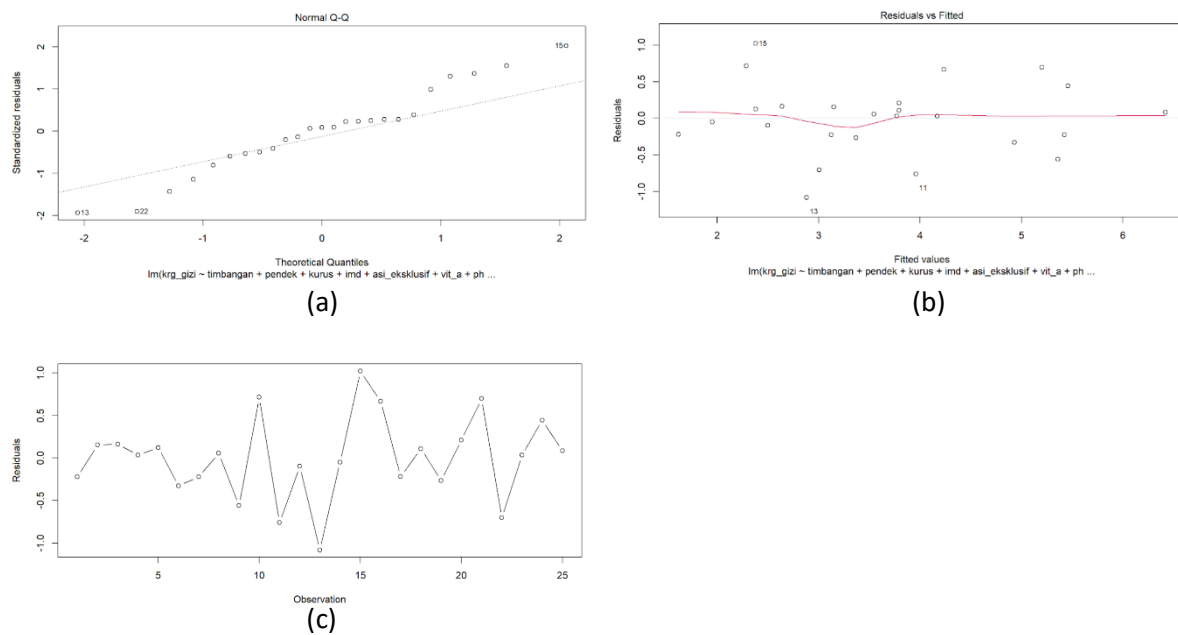 Normal Q-Q
Standardized residuals
2
1
0
-1
-2
15
13
22
-2
-1
0
1
2
Theoretical Quantiles
lm(krg_gizi ~ timbangan + pendek + kurus + imd + asi_eksklusif + vit_a + ph ...
(a)
Residuals vs Fitted
Residuals
1.0
0.5
0.0
-0.5
-1.0
15
11
13
2
3
4
5
6
Fitted values
lm(krg_gizi ~ timbangan + pendek + kurus + imd + asi_eksklusif + vit_a + ph ...
(b)
Residuals
1.0
0.5
0.0
-0.5
-1.0
5
10
15
20
25
Observation
(c)